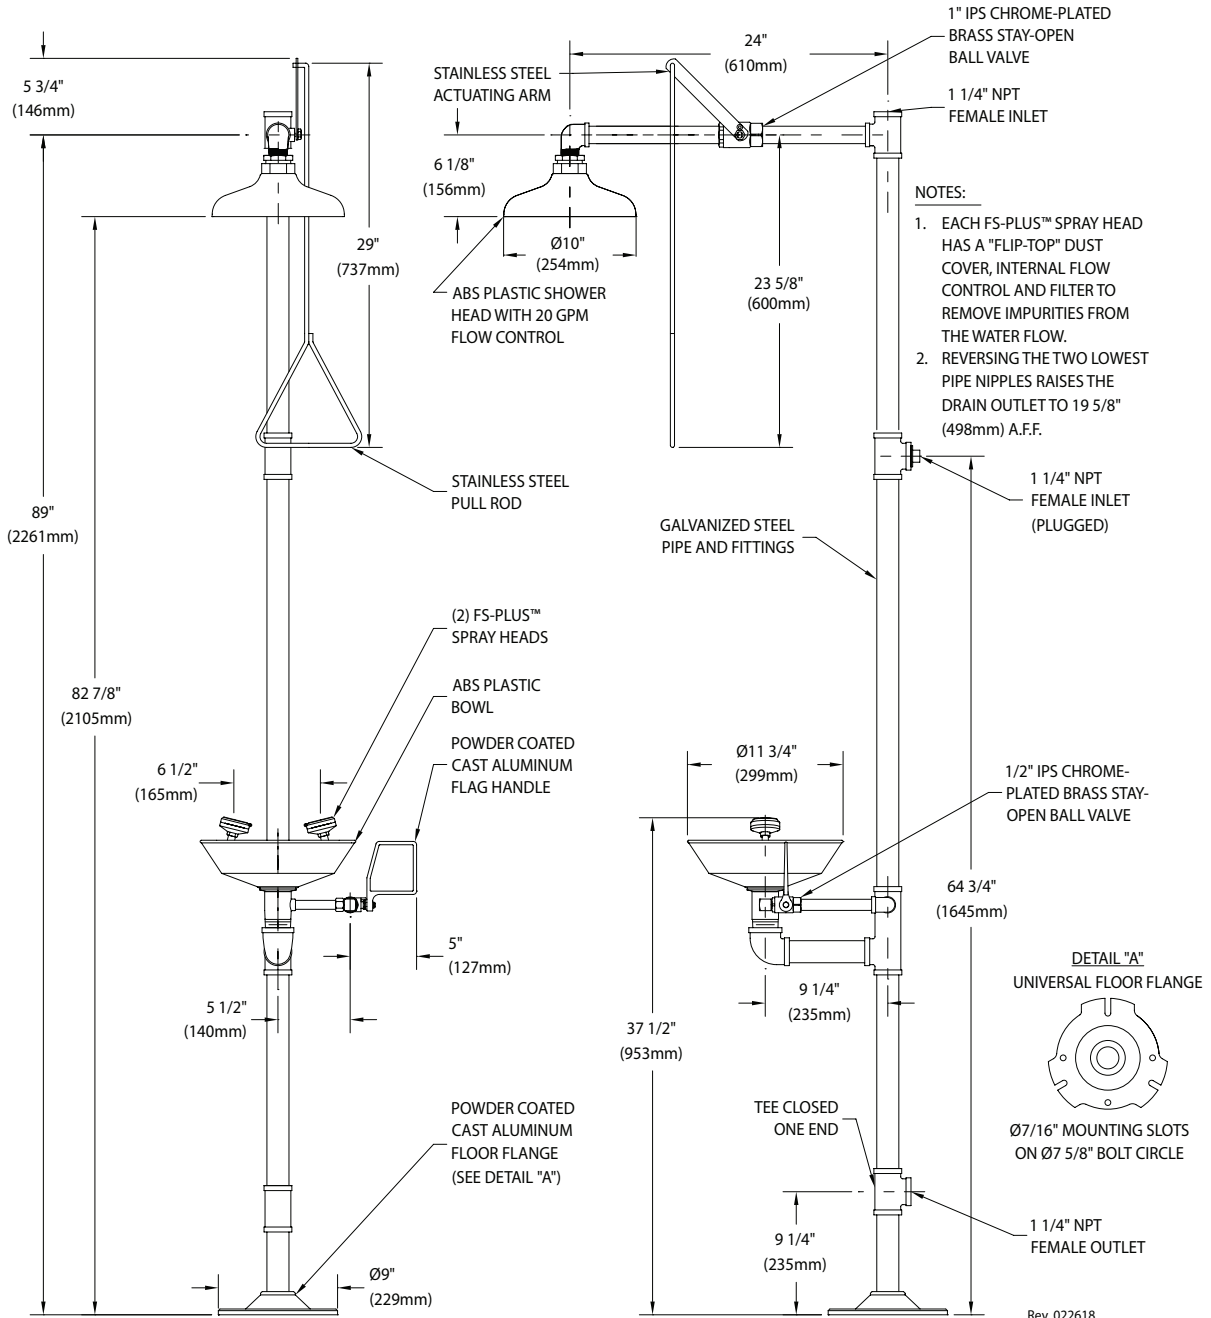 5 3/4"
(146mm)
29"
(737mm)
89"
(2261mm)
82 7/8"
(2105mm)
STAINLESS STEEL
PULL ROD
(2) FS-PLUS™
SPRAY HEADS
ABS PLASTIC
BOWL
POWDER COATED
CAST ALUMINUM
FLAG HANDLE
6 1/2"
(165mm)
5"
(127mm)
5 1/2"
(140mm)
POWDER COATED
CAST ALUMINUM
FLOOR FLANGE
(SEE DETAIL "A")
Ø9"
(229mm)
STAINLESS STEEL
ACTUATING ARM
24"
(610mm)
1" IPS CHROME-PLATED
BRASS STAY-OPEN
BALL VALVE
1 1/4" NPT
FEMALE INLET
6 1/8"
(156mm)
Ø10"
(254mm)
ABS PLASTIC SHOWER
HEAD WITH 20 GPM
FLOW CONTROL
23 5/8"
(600mm)
NOTES:
1. EACH FS-PLUS™ SPRAY HEAD
HAS A "FLIP-TOP" DUST
COVER, INTERNAL FLOW
CONTROL AND FILTER TO
REMOVE IMPURITIES FROM
THE WATER FLOW.
2. REVERSING THE TWO LOWEST
PIPE NIPPLES RAISES THE
DRAIN OUTLET TO 19 5/8"
(498mm) A.F.F.
1 1/4" NPT
FEMALE INLET
(PLUGGED)
GALVANIZED STEEL
PIPE AND FITTINGS
Ø11 3/4"
(299mm)
1/2" IPS CHROME-
PLATED BRASS STAY-
OPEN BALL VALVE
64 3/4"
(1645mm)
9 1/4"
(235mm)
37 1/2"
(953mm)
DETAIL "A"
UNIVERSAL FLOOR FLANGE
Ø7/16" MOUNTING SLOTS
ON Ø7 5/8" BOLT CIRCLE
TEE CLOSED
ONE END
9 1/4"
(235mm)
1 1/4" NPT
FEMALE OUTLET
Rev. 022618